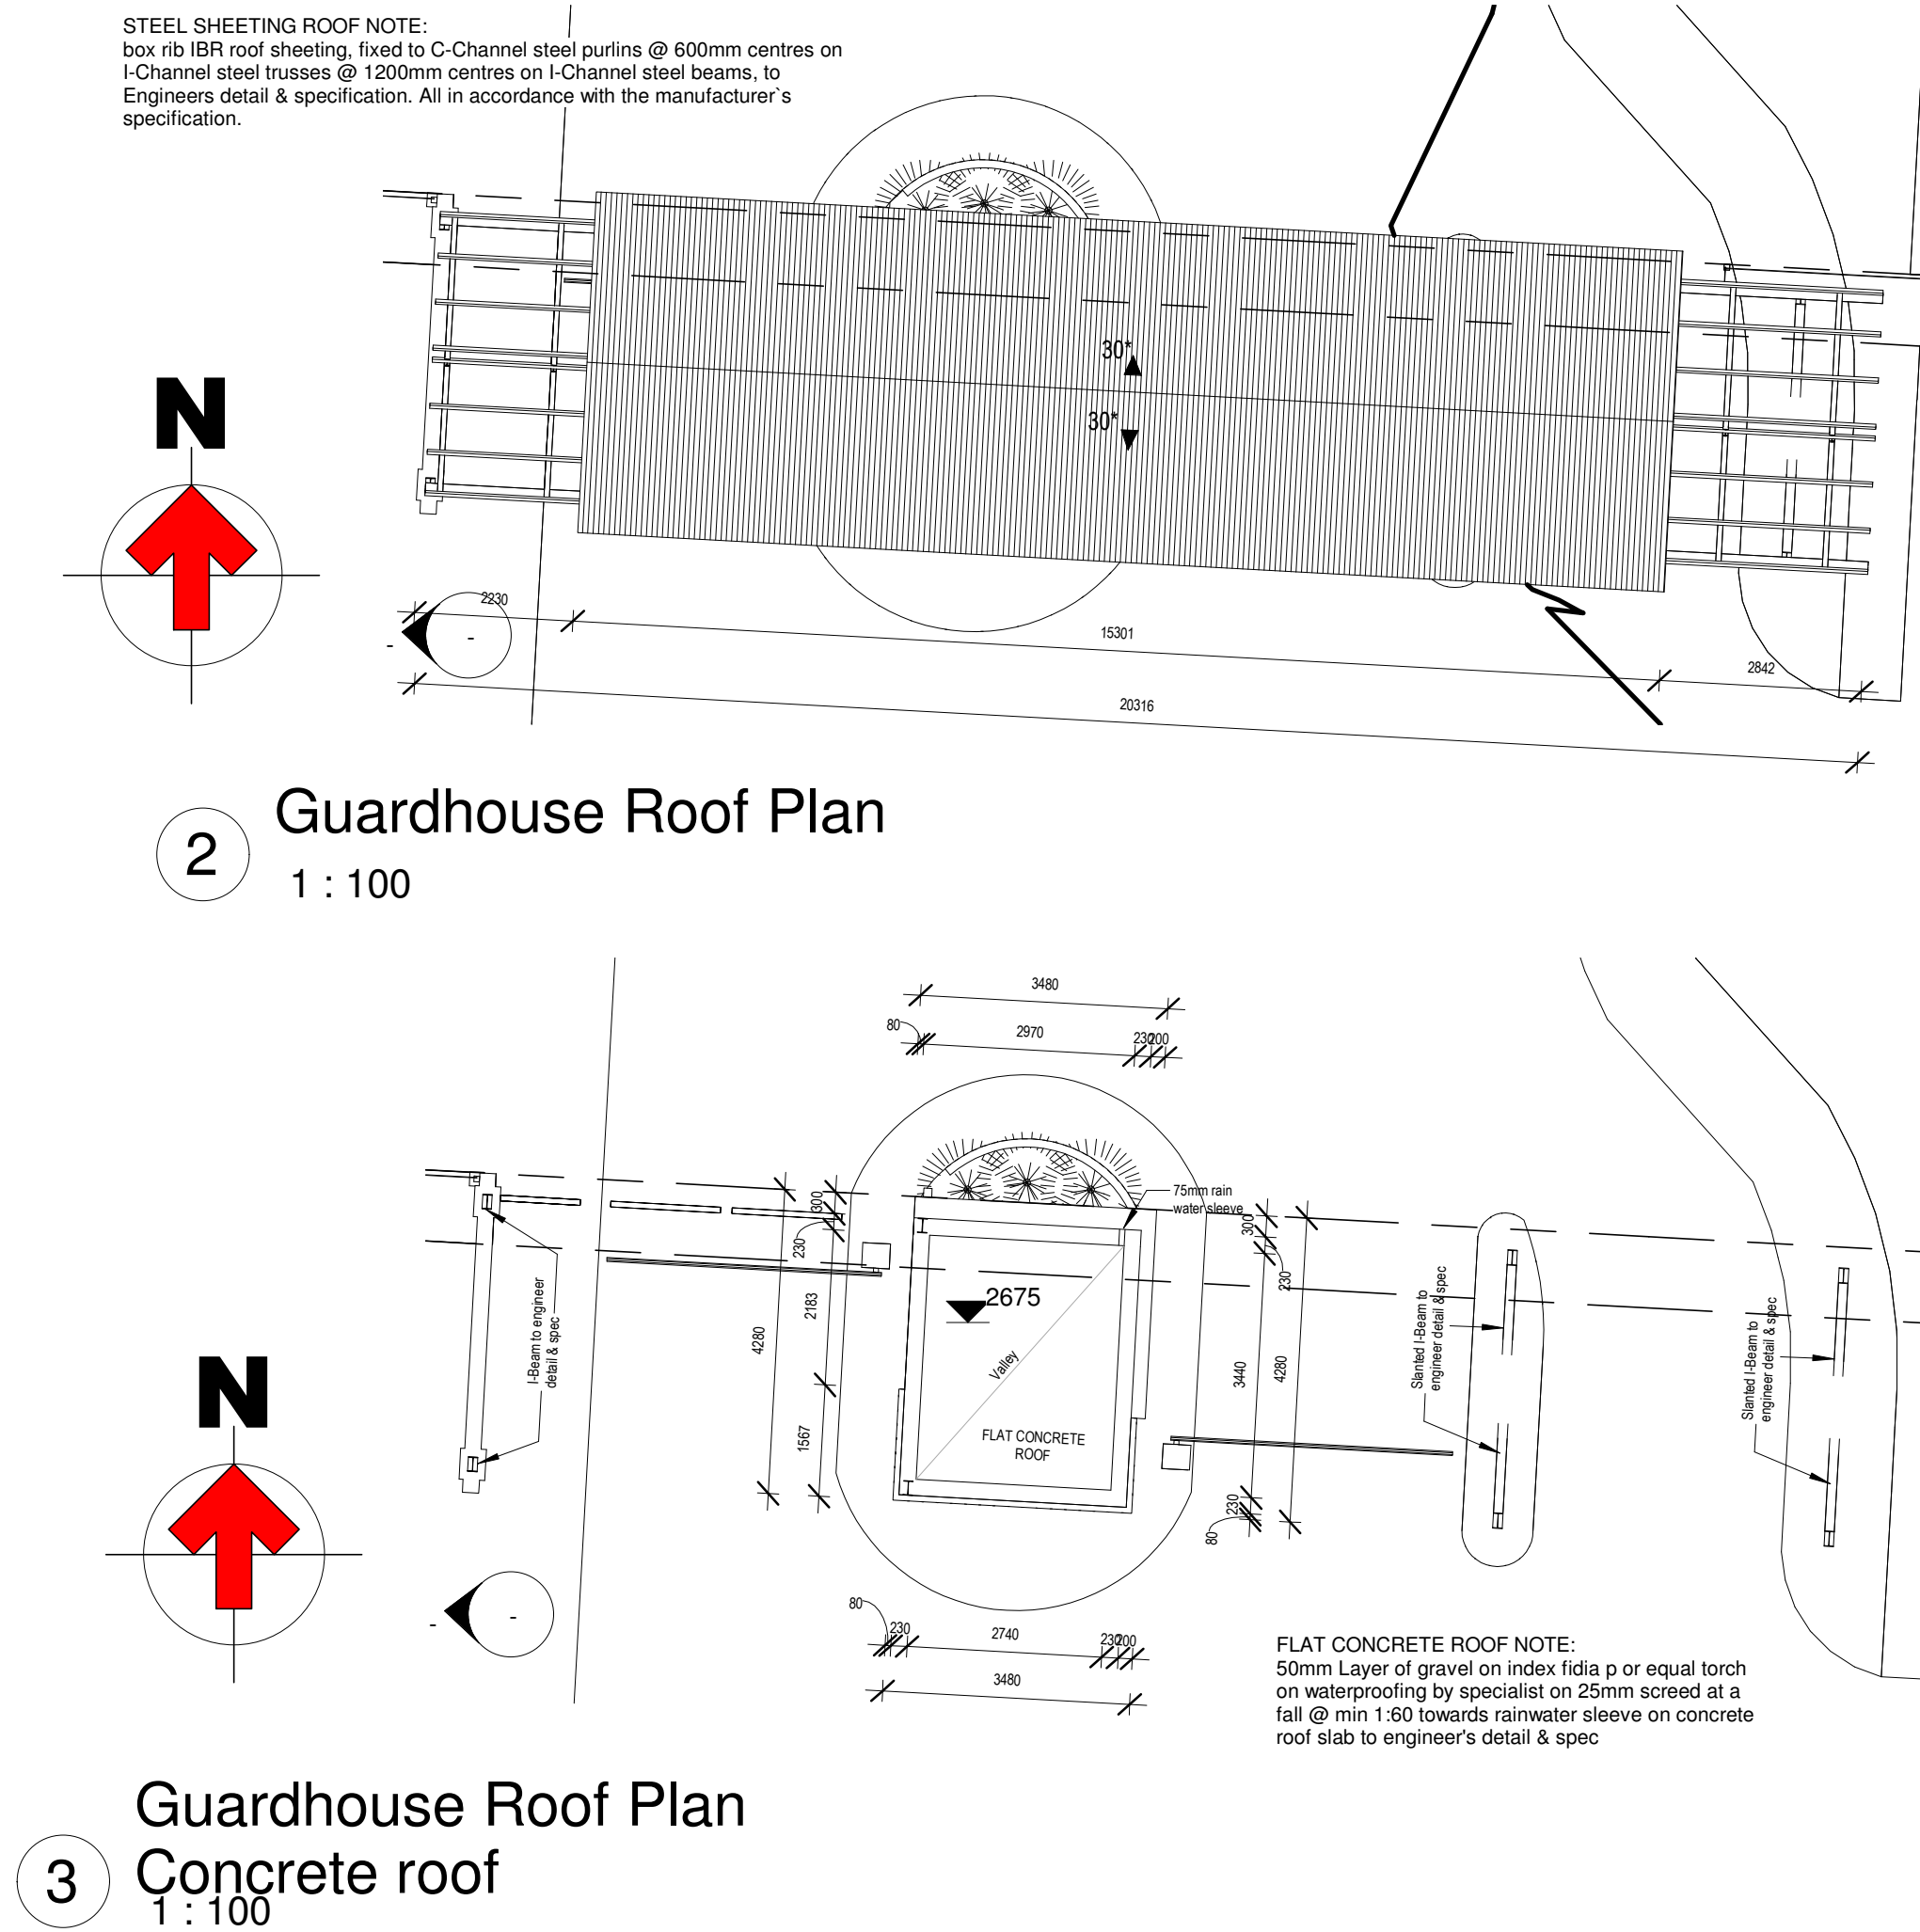 STEEL SHEETING ROOF NOTE:
box rib IBR roof sheeting, fixed to C-Channel steel purlins @ 600mm centres on
I-Channel steel trusses @ 1200mm centres on I-Channel steel beams, to
Engineers detail & specification. All in accordance with the manufacturer`s
specification.
N
30*
30*
2230
-
-
15301
2842
20316
2
Guardhouse Roof Plan
1 : 100
3480
80
2970
230
200
75mm rain
water sleeve
300
230
2183
4280
1567
300
230
3440
4280
230
80
I-Beam to engineer
detail & spec
2675
Valley
FLAT CONCRETE
ROOF
Slanted I-Beam to
engineer detail & spec
Slanted I-Beam to
engineer detail & spec
N
-
-
80
230
2740
230
200
3480
FLAT CONCRETE ROOF NOTE:
50mm Layer of gravel on index fidia p or equal torch
on waterproofing by specialist on 25mm screed at a
fall @ min 1:60 towards rainwater sleeve on concrete
roof slab to engineer's detail & spec
3
Guardhouse Roof Plan
Concrete roof
1 : 100